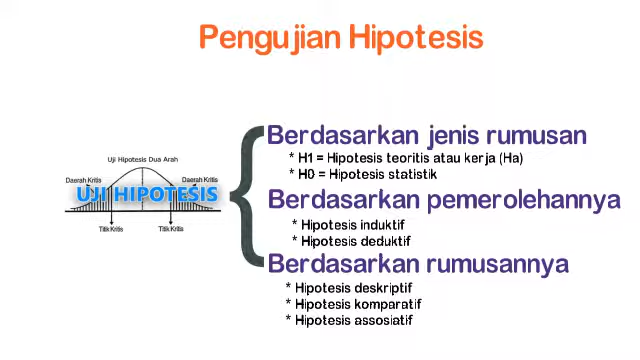 Pengujian Hipotesis
Uji Hipotesis Dua Arah
Daerah Kritis
Daerah Kritis
UJI HIPOTESIS
Titik Kritis
Titik Kritis
Berdasarkan jenis rumusan
* H1 = Hipotesis teoritis atau kerja (Ha)
* H0 = Hipotesis statistik
Berdasarkan pemerolehannya
* Hipotesis induktif
* Hipotesis deduktif
Berdasarkan rumusannya
* Hipotesis deskriptif
* Hipotesis komparatif
* Hipotesis assosiatif